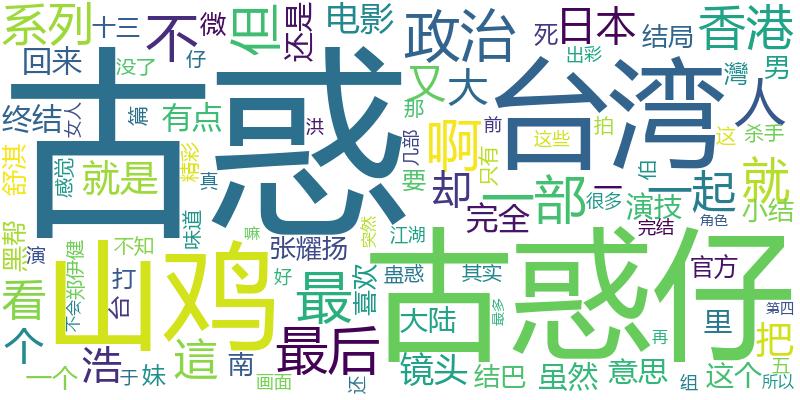 系列
十三
不
微
但
还是
电影
政治
死
日本
出彩
结局
香港
回来
仔
没了
古惑
又
大
那
台湾
灣
男
人
终结
女人
篇
有点
洪
啊
几部
前
这些
拍
这
杀手
舒淇
感觉
就是
精彩
真
要
只有
伯
就
却
一部
一
很多
一起
演技
小结
黑帮
演
不知
味道
嘛
张耀扬
突然
江湖
完全
完结
角色
山鸡
古惑仔
看
不会
郑伊健
台
打
好
最
喜欢
蛊惑
其实
官方
个
浩
這
南
最后
大陆
最多
里
再
第四
把
一个
于
妹
画面
还
镜头
结巴
虽然
意思
组
这个
五
所以